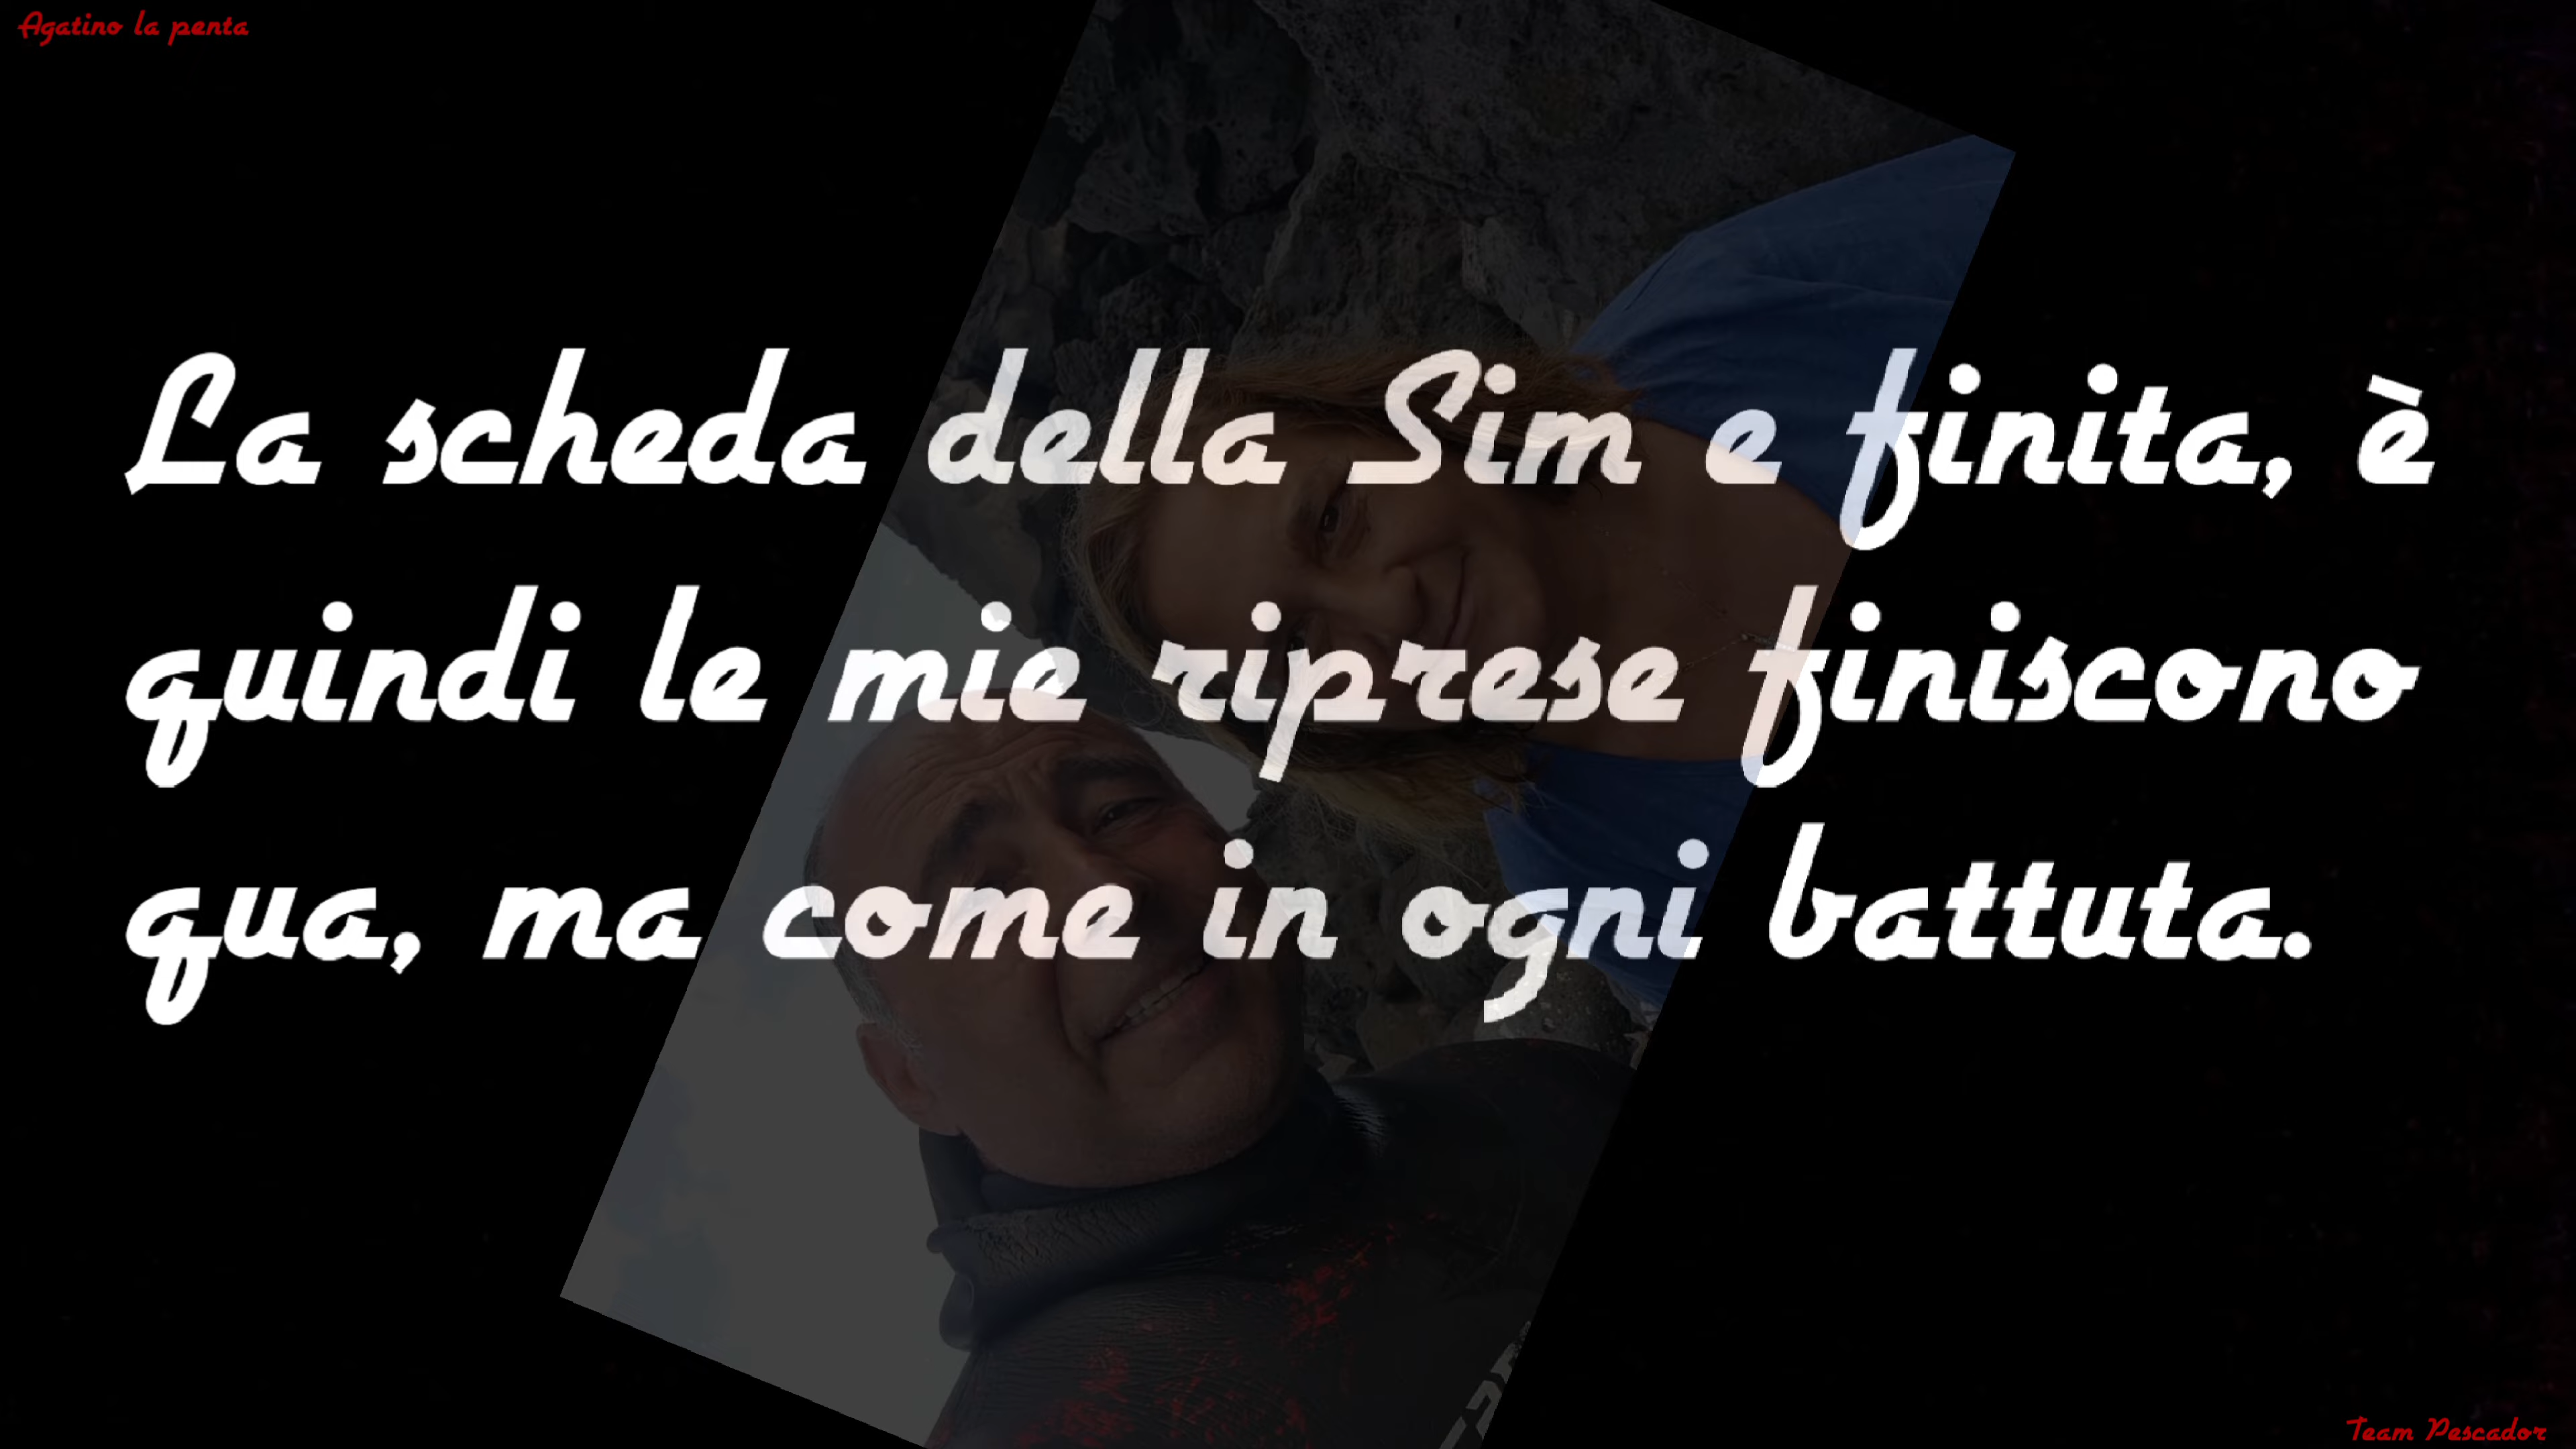 Agatino la penta
La scheda della Sim e finita, è
quindi le mie riprese finiscono
qua, ma come in ogni battuta.
Team Pescador